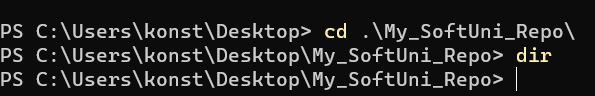 PS C:\Users\konst\Desktop> cd .\My_SoftUni_Repo\
PS C:\Users\konst\Desktop\My_SoftUni_Repo> dir
PS C:\Users\konst\Desktop\My_SoftUni_Repo>